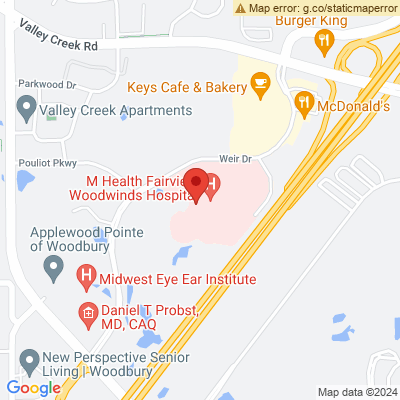 Map error: g.co/staticmaperror
Burger King
Valley Creek Rd
Parkwood Dr
Keys Cafe & Bakery
McDonald's
Valley Creek Apartments
Pouliot Pkwy
Weir Dr
M Health Fairview
Woodwinds Hospital
Applewood Pointe
of Woodbury
Midwest Eye Ear Institute
Daniel T Probst,
MD, CAQ
New Perspective Senior
Living | Woodbury
Google
Map data ©2024